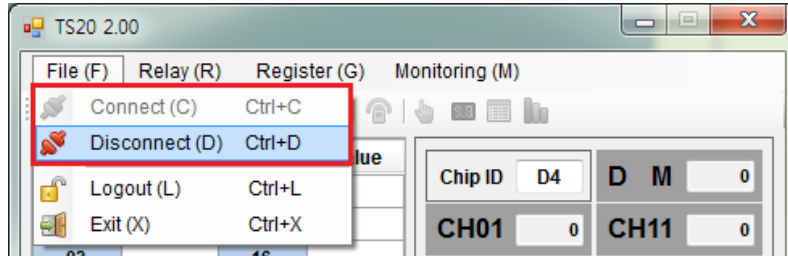 TS20 2.00
File (F) Relay (R) Register (G) Monitoring (M)
Connect (C) Ctrl+C
Disconnect (D) Ctrl+D
Logout (L) Ctrl+L
Exit (X) Ctrl+X
lue
Chip ID D4 D M 0
CH01 0 CH11 0